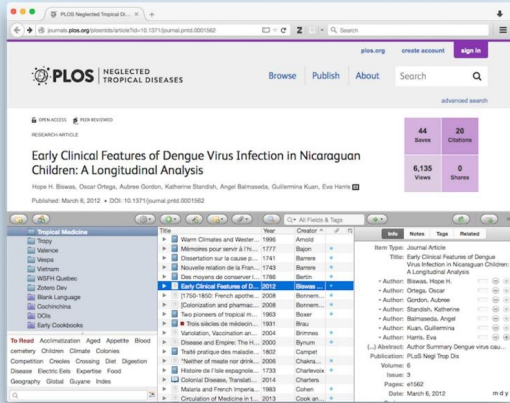 PLOS Neglected Tropical Di...
journals.plos.org/plosntds/article?id=10.1371/journal.pntd.0001562
Search
plos.org create account sign in
PLOS NEGLECTED TROPICAL DISEASES
Browse Publish About Search
advanced search
OPEN ACCESS PEER-REVIEWED
RESEARCH ARTICLE
44 Saves
20 Citations
6,135 Views
0 Shares
Early Clinical Features of Dengue Virus Infection in Nicaraguan
Children: A Longitudinal Analysis
Hope H. Biswas, Oscar Ortega, Aubree Gordon, Katherine Standish, Angel Balmaseda, Guillermina Kuan, Eva Harris
Published: March 6, 2012 • DOI: 10.1371/journal.pntd.0001562
All Fields & Tags
Tropical Medicine
Tropy
Valence
Vespa
Vietnam
WSFH Quebec
Zotero Dev
Blank Language
Cochinchina
DOIs
Early Cookbooks
To Read Acclimatization Aged Appetite Blood
cemetery Children Climate Colonies
Competition Creoles Crossing Diet Digestion
Disease Electric Eels Expertise Food
Geography Global Guyane Indes
Title Year Creator
Warm Climates and Wester... 1996 Arnold
Mémoires pour servir à l'hi... 1777 Bajon
Dissertation sur la cause p... 1741 Barrere
Nouvelle relation de la Fran... 1743 Barrere
Des moyens de conserver l... 1786 Bertin
Early Clinical Features of D... 2012 Biswas ...
[1750-1850: French apothe... 2008 Bonnem...
[Colonization and pharmac... 2008 Bonnem...
Two pioneers of tropical m... 1963 Boxer
Thos siècles de médecin... 1931 Brau
Variolation, Vaccination an... 2004 Brimnes
Disease and Empire: The H... 2000 Bynum
Traité pratique des maladie... 1802 Campet
"Neither of meate nor drink... 2006 Chakra...
Histoire de l'Isle espagnole... 1733 Charlevoix
Colonial Disease, Translati... 2014 Charters
Malaria and French Imperia... 1983 Cohen
Circulation of Medicine in t... 2013 Cook an...
Info Notes Tags Related
Item Type: Journal Article
Title: Early Clinical Features of Dengue
Virus Infection in Nicaraguan Children:
A Longitudinal Analysis
Author: Biswas, Hope H.
Author: Ortega, Oscar
Author: Gordon, Aubree
Author: Standish, Katherine
Author: Balmaseda, Angel
Author: Kuan, Guillermina
Author: Harris, Eva
(...) Abstract: Author Summary Dengue virus cau...
Publication: PLoS Negl Trop Dis
Volume: 6
Issue: 3
Pages: e1562
Date: March 6, 2012 m d y